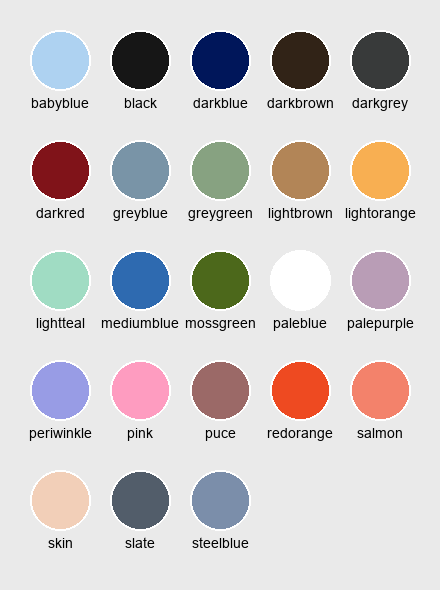 babyblue black darkblue darkbrown darkgrey
darkred greyblue greygreen lightbrown lightorange
lightteal mediumblue mossgreen paleblue palepurple
periwinkle pink puce redorange salmon
skin slate steelblue